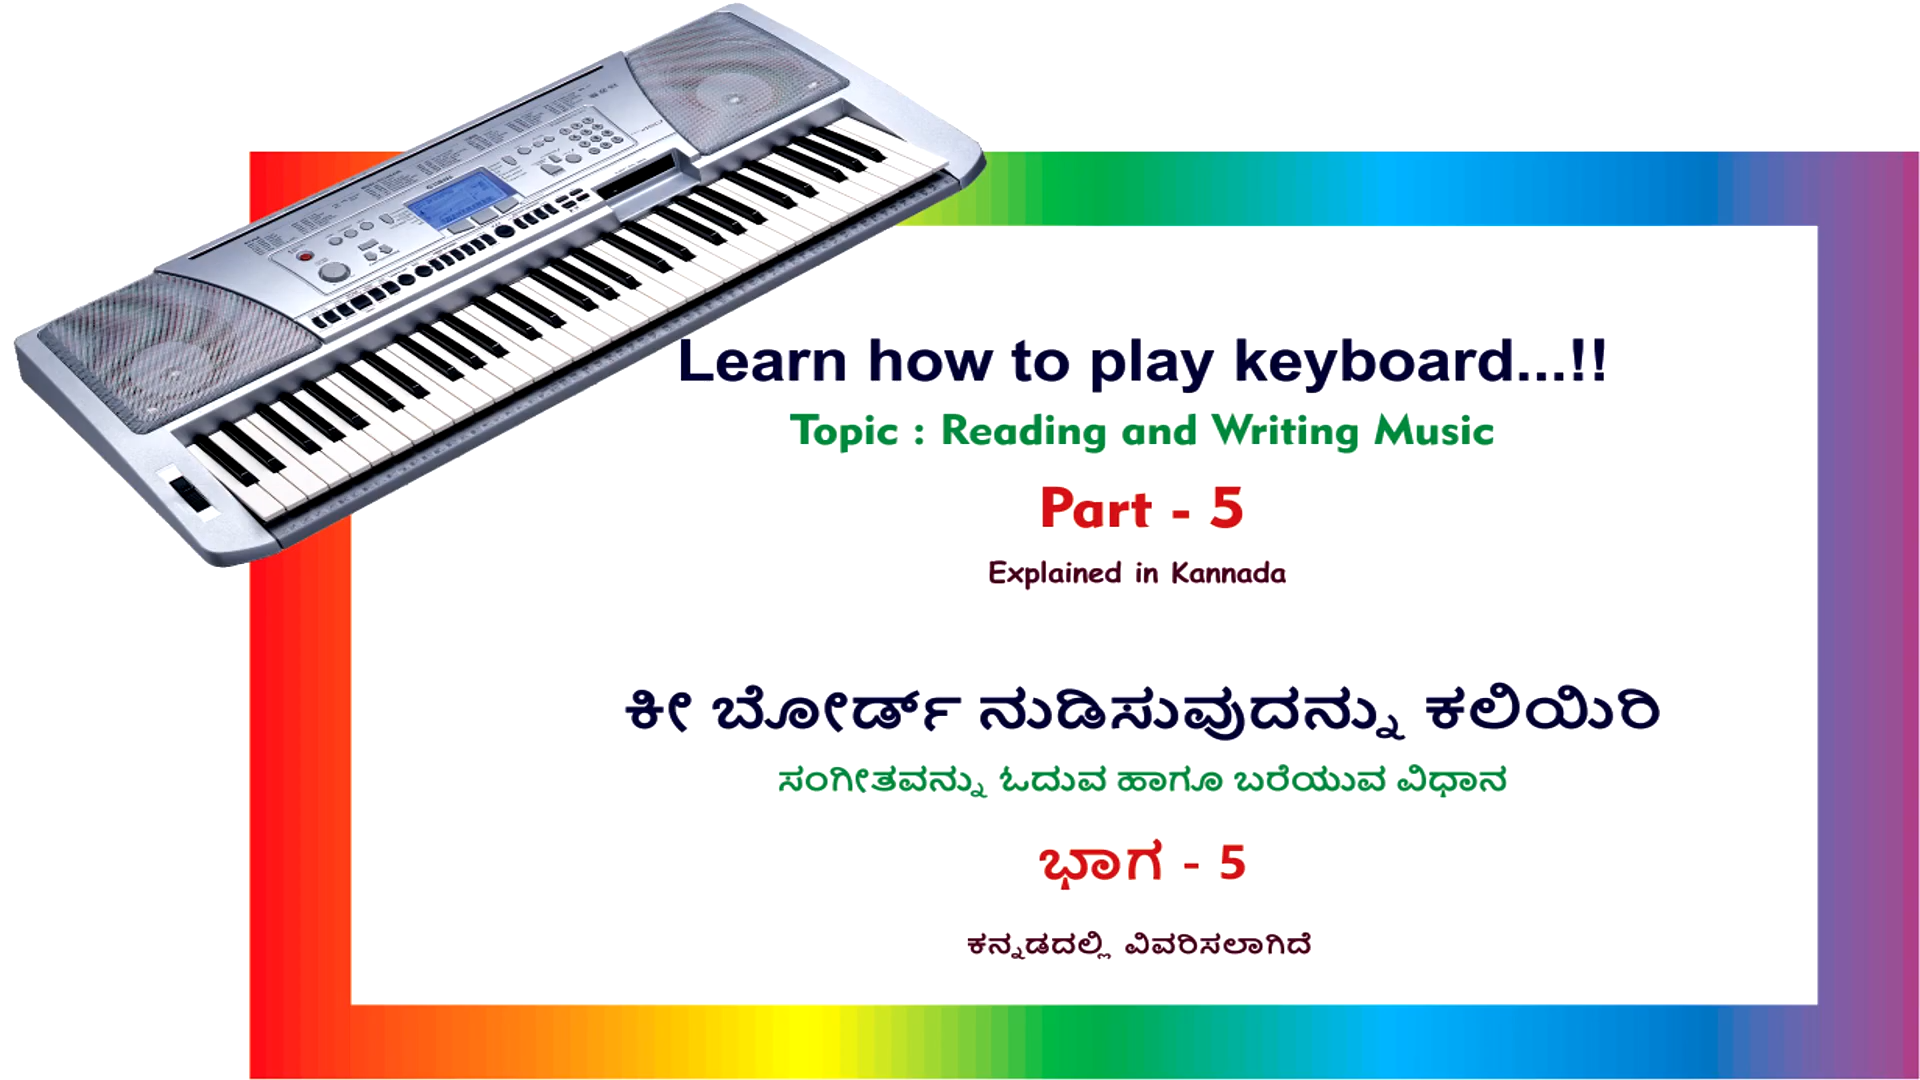 Learn how to play keyboard...!!
Topic : Reading and Writing Music
Part - 5
Explained in Kannada
ಕೀ ಬೋರ್ಡ್ ನುಡಿಸುವುದನ್ನು ಕಲಿಯಿರಿ
ಸಂಗೀತವನ್ನು ಓದುವ ಹಾಗೂ ಬರೆಯುವ ವಿಧಾನ
ಭಾಗ - 5
ಕನ್ನಡದಲ್ಲಿ ವಿವರಿಸಲಾಗಿದೆ